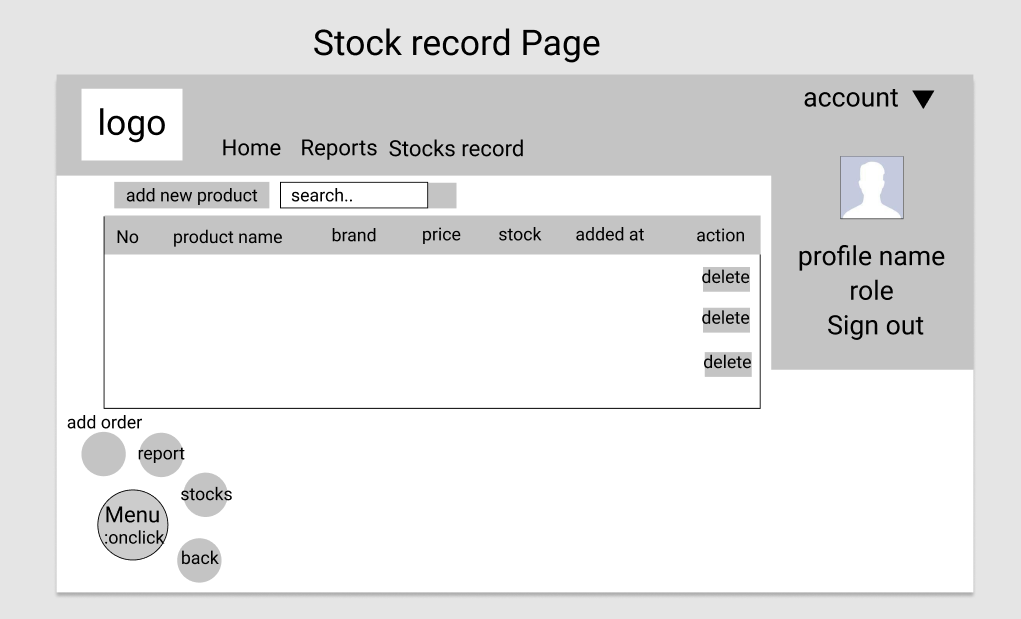 Stock record Page
logo
account
Home Reports Stocks record
add new product search..
No product name brand price stock added at action
delete
delete
delete
profile name
role
Sign out
add order
report
stocks
Menu
:onclick
back